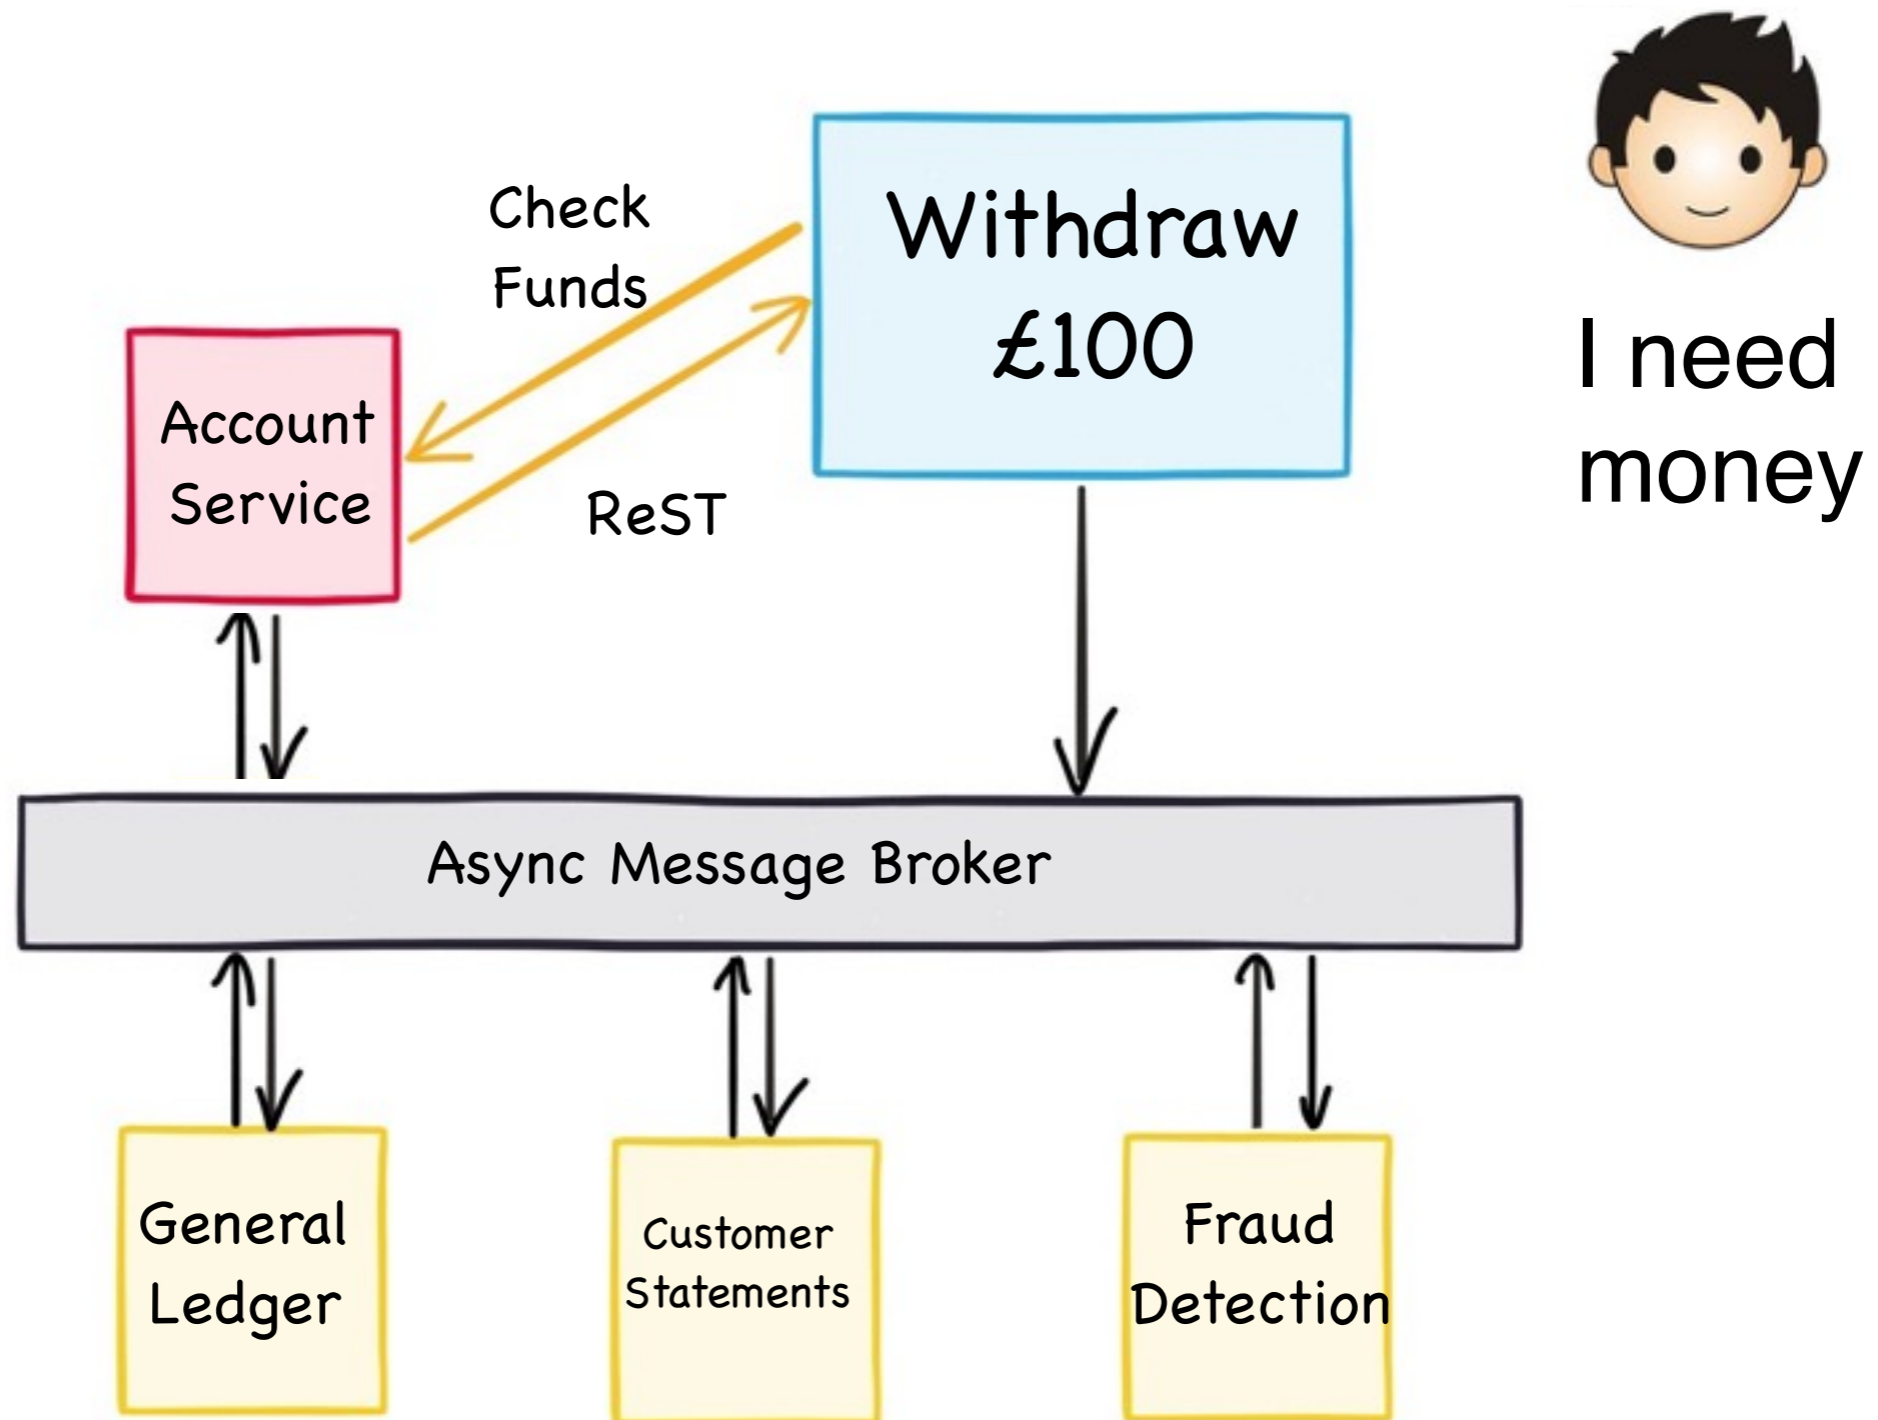 Check
Funds
Withdraw
£100
I need
money
Account
Service
ReST
Async Message Broker
General
Ledger
Customer
Statements
Fraud
Detection